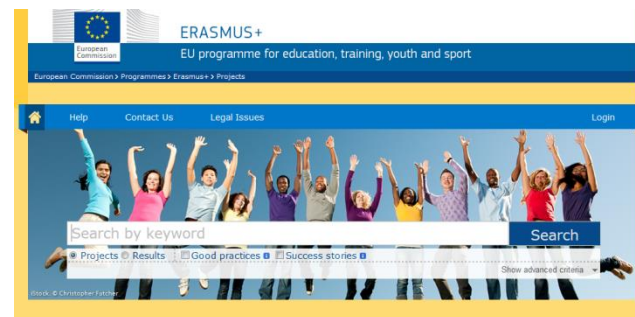 ERASMUS+
European
Commission
EU programme for education, training, youth and sport
European Commission > Programmes > Erasmus+ > Projects
Help Contact Us Legal Issues Login
Search by keyword Search
Projects Results Good practices Success stories
Show advanced criteria
iStock, © Christopher Futcher